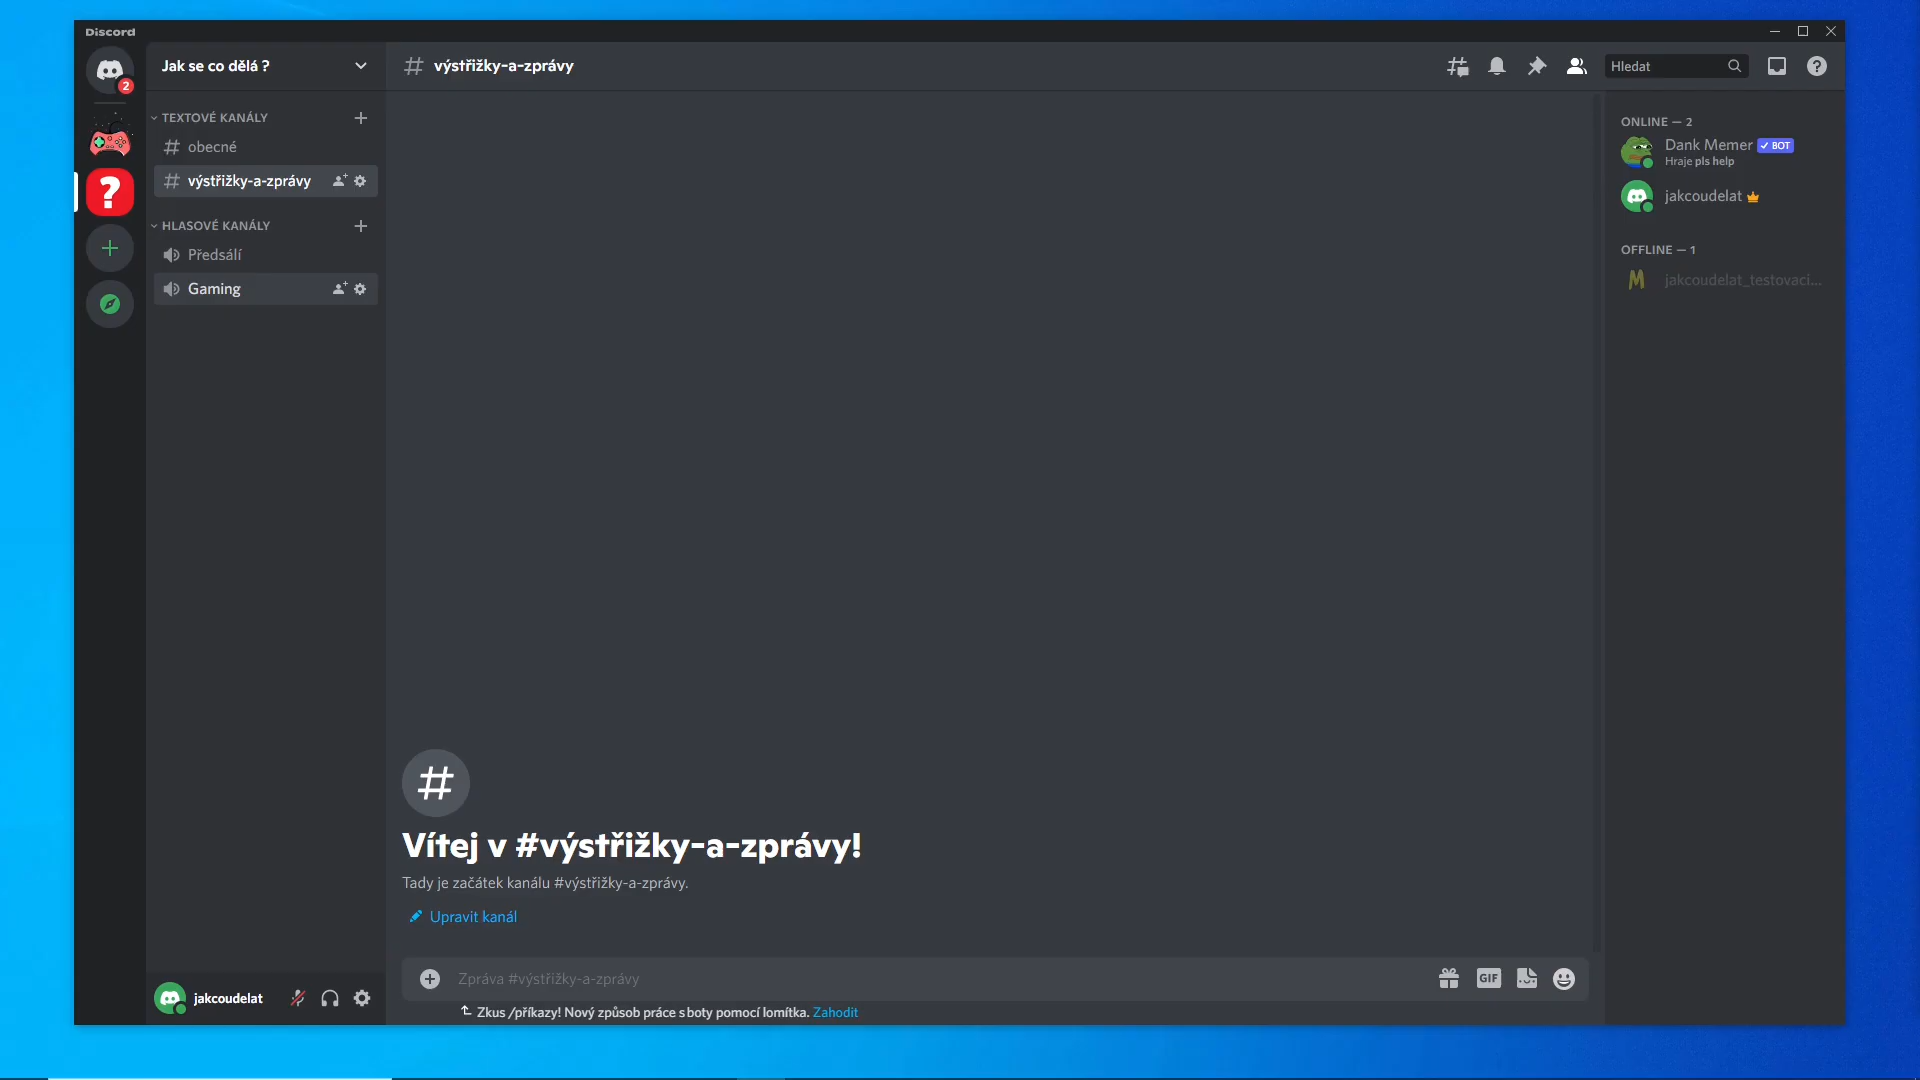 Discord
2
Jak se co dělá ?
TEXTOVÉ KANÁLY
obecné
výstřižky-a-zprávy
HLASOVÉ KANÁLY
Předsálí
Gaming
jakcoudelat
výstřižky-a-zprávy
Hledat
Vítej v #výstřižky-a-zprávy!
Tady je začátek kanálu #výstřižky-a-zprávy.
Upravit kanál
Zpráva #výstřižky-a-zprávy
GIF
Zkus /příkazy! Nový způsob práce s boty pomocí lomítka. Zahodit
ONLINE — 2
Dank Memer BOT
Hraje pls help
jakcoudelat
OFFLINE — 1
jakcoudelat_testovaci...